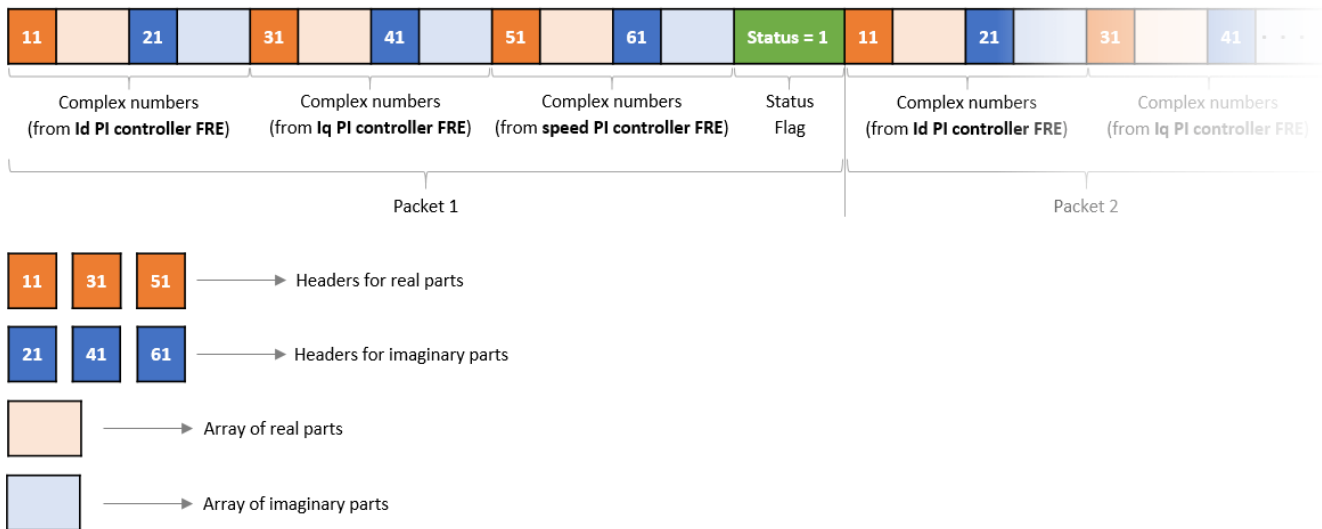 11 21 31 41 51 61 Status = 1 11 21 31 41 . . .
Complex numbers Complex numbers Complex numbers Status Complex numbers Complex numbers
(from Id PI controller FRE) (from Iq PI controller FRE) (from speed PI controller FRE) Flag (from Id PI controller FRE) (from Iq PI controller FRE)
Packet 1 Packet 2
11 31 51 Headers for real parts
21 41 61 Headers for imaginary parts
Array of real parts
Array of imaginary parts